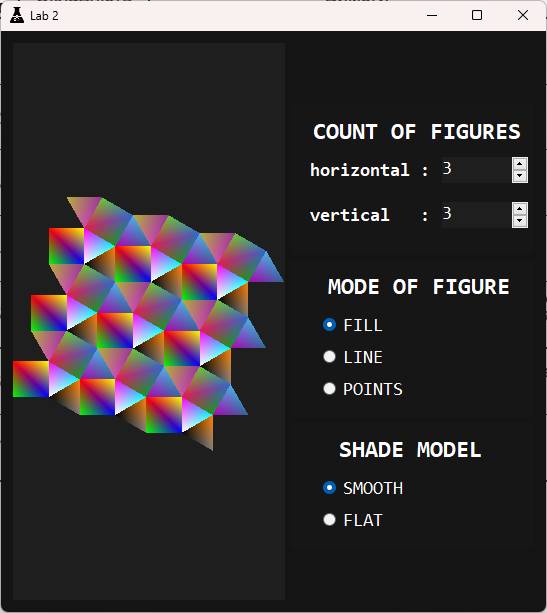 Lab 2
COUNT OF FIGURES
horizontal : 3
vertical : 3
MODE OF FIGURE
FILL
LINE
POINTS
SHADE MODEL
SMOOTH
FLAT